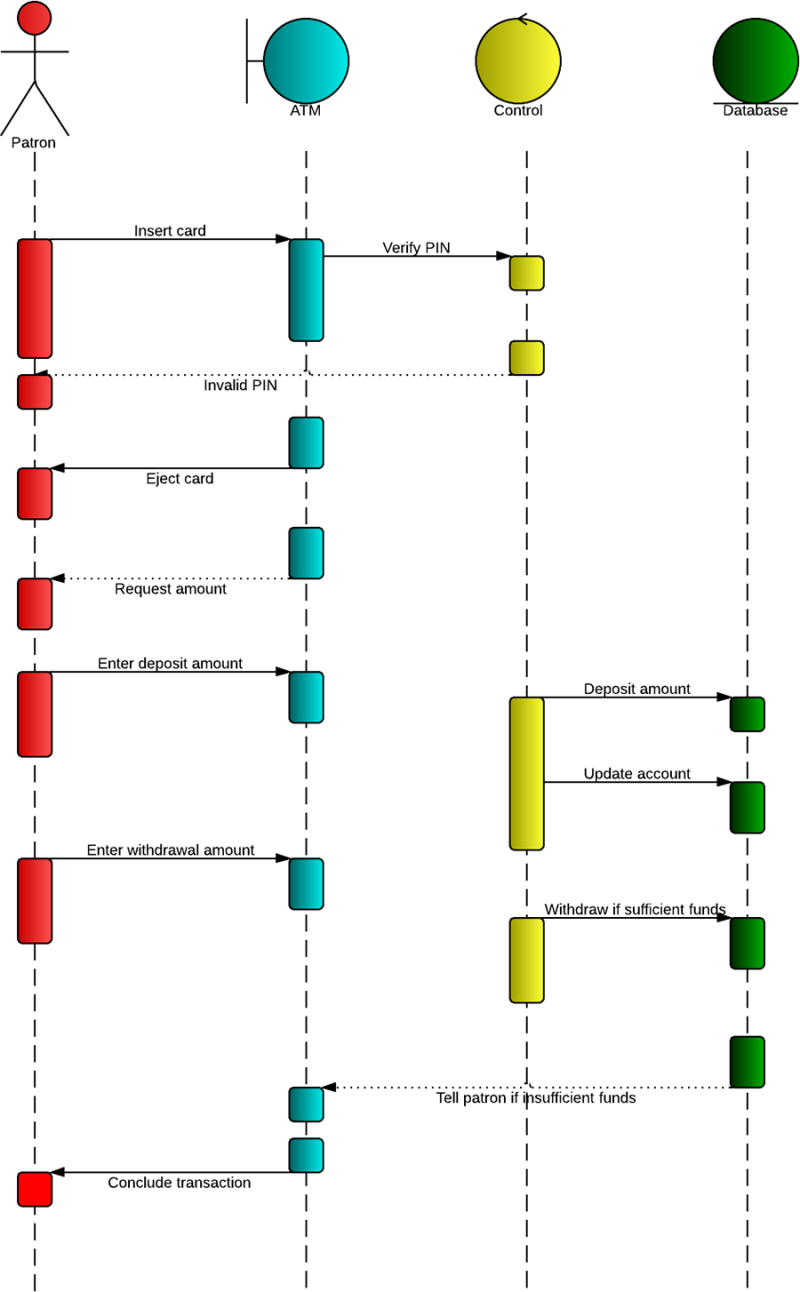 Patron
ATM
Control
Database
Insert card
Verify PIN
Invalid PIN
Eject card
Request amount
Enter deposit amount
Deposit amount
Update account
Enter withdrawal amount
Withdraw if sufficient funds
Tell patron if insufficient funds
Conclude transaction